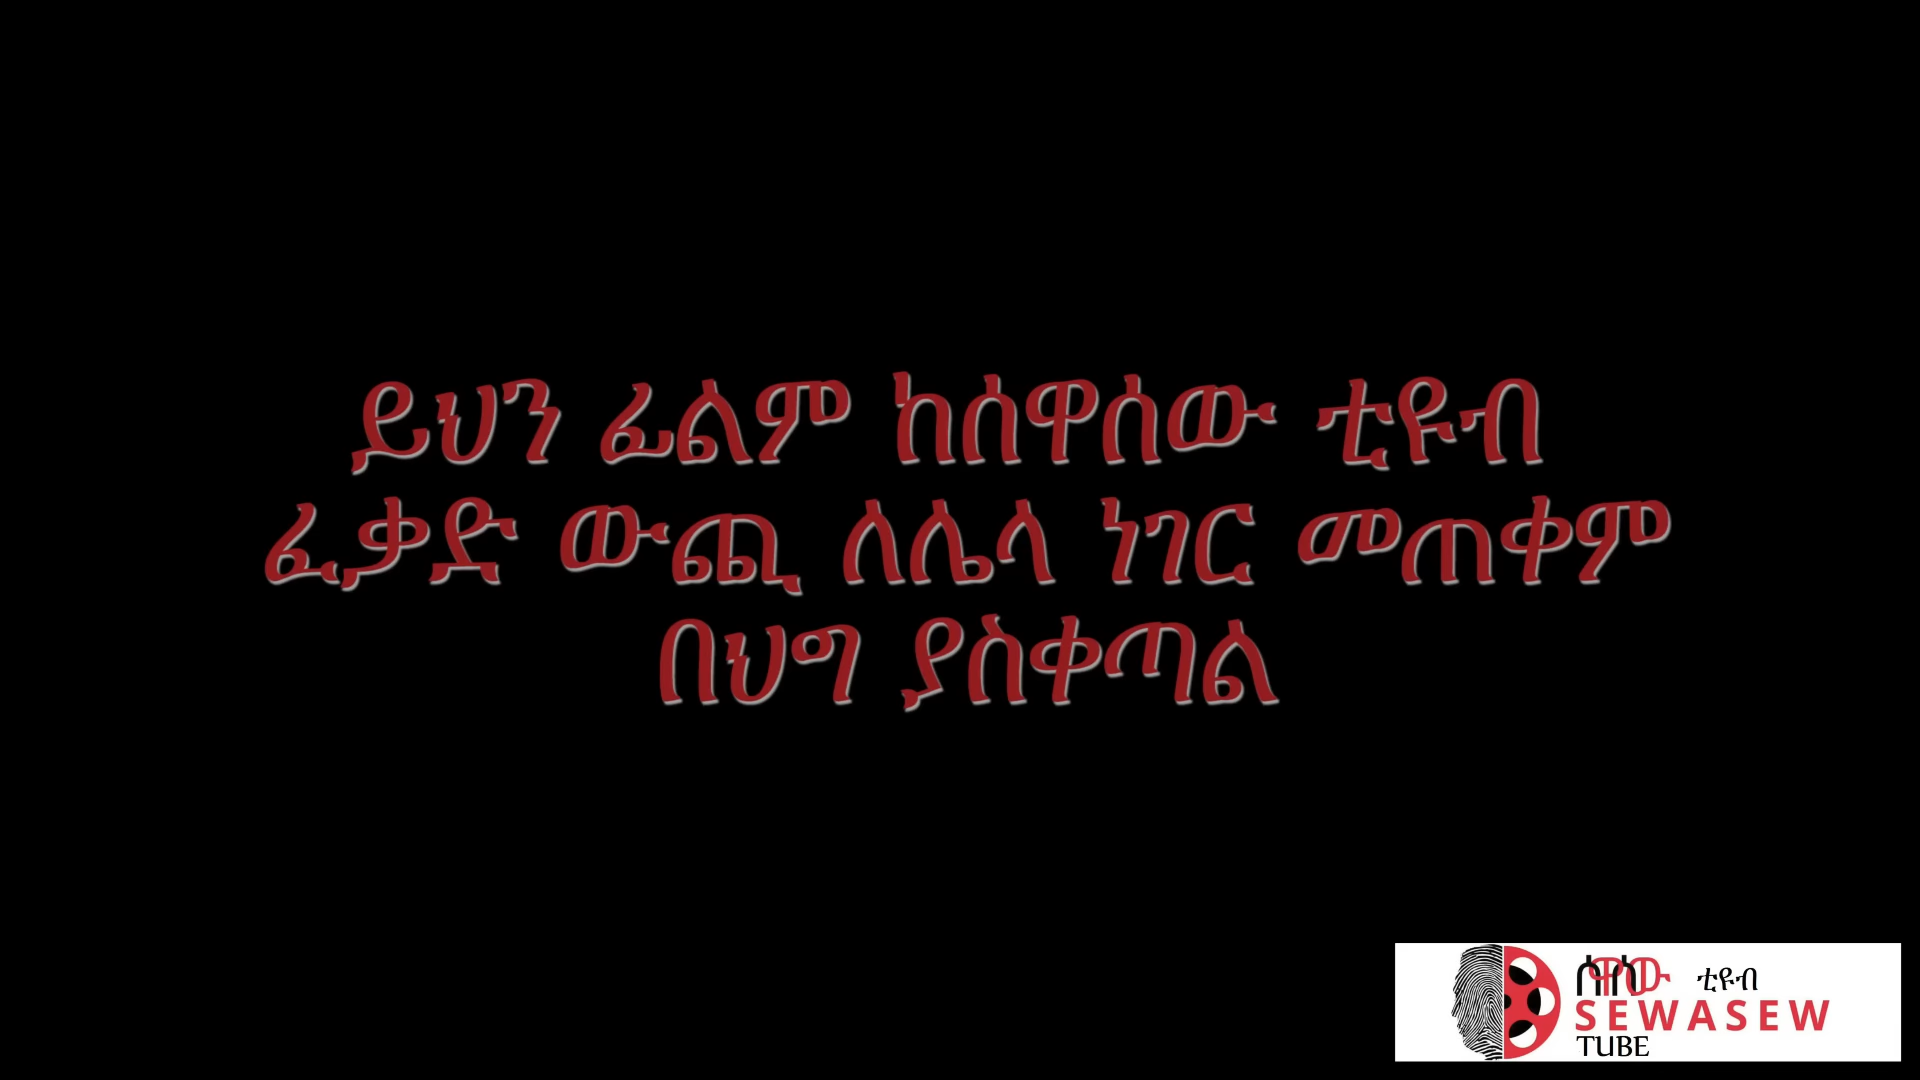 ይህን ፊልም ከሰዋሰው ቲዩብ
ፈቃድ ውጪ ለሌላ ነገር መጠቀም
በህግ ያስቀጣል
ሰዋሰው ቲዩብ
SEWASEW
TUBE